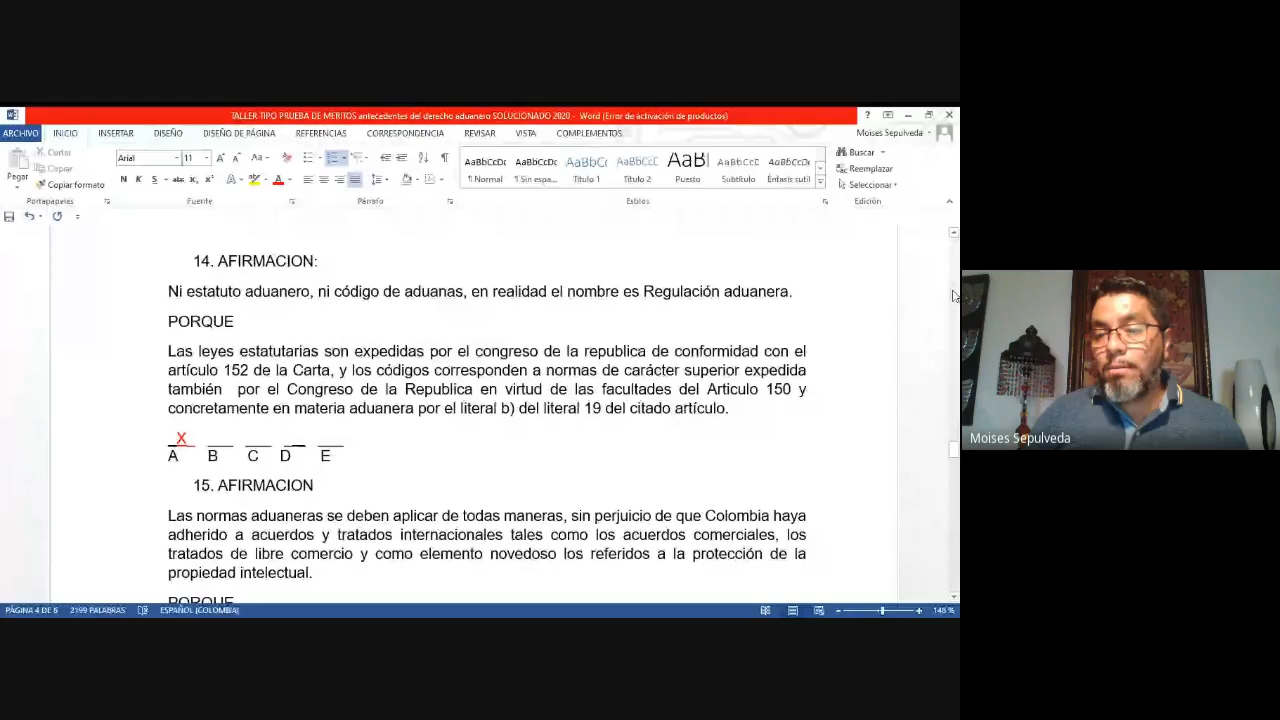 TALLER TIPO PRUEBA DE MERITOS antecedentes del derecho aduanero SOLUCIONADO 2020.- Word (Error de activación de productos)
ARCHIVO INICIO INSERTAR DISEÑO DISEÑO DE PÁGINA REFERENCIAS CORRESPONDENCIA REVISAR VISTA COMPLEMENTOS Moises Sepulveda
Cortar
Copiar
Copiar formato
Pegar
Arial 11
Portapapeles Fuente Párrafo Estilos Edición
AaBbCcDc AaBbCcDc AaBbC( AaBbCcC AaBl AaBbCcC AaBbCcDc
¶ Normal ¶ Sin espa... Título 1 Título 2 Puesto Subtítulo Énfasis sutil
Buscar
Reemplazar
Seleccionar
14. AFIRMACION:
Ni estatuto aduanero, ni código de aduanas, en realidad el nombre es Regulación aduanera.
PORQUE
Las leyes estatutarias son expedidas por el congreso de la republica de conformidad con el
artículo 152 de la Carta, y los códigos corresponden a normas de carácter superior expedida
también por el Congreso de la Republica en virtud de las facultades del Articulo 150 y
concretamente en materia aduanera por el literal b) del literal 19 del citado artículo.
X
A B C D E
15. AFIRMACION
Las normas aduaneras se deben aplicar de todas maneras, sin perjuicio de que Colombia haya
adherido a acuerdos y tratados internacionales tales como los acuerdos comerciales, los
tratados de libre comercio y como elemento novedoso los referidos a la protección de la
propiedad intelectual.
PORQUE
PÁGINA 4 DE 6 2199 PALABRAS ESPAÑOL (COLOMBIA) 148 %
Moises Sepulveda